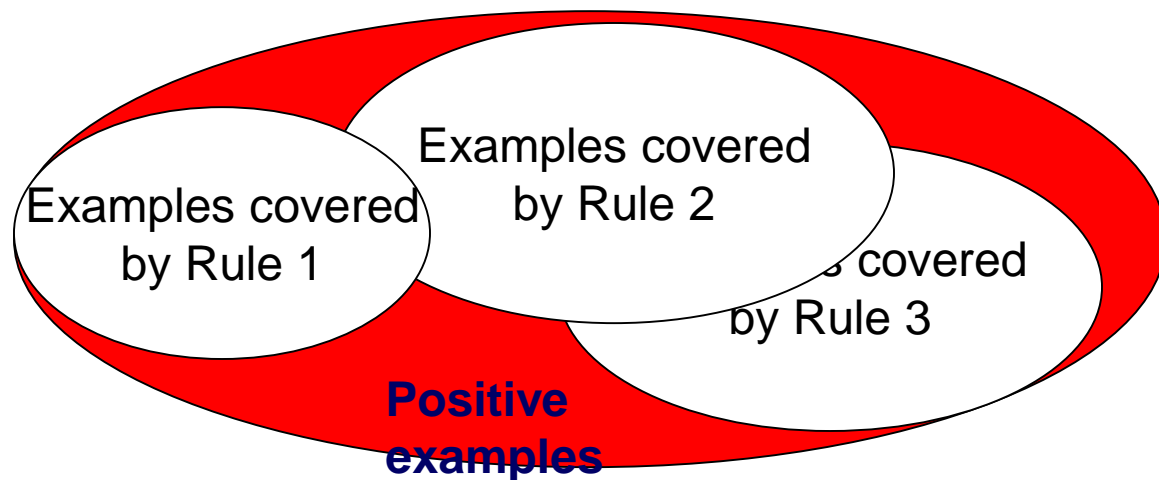 Examples covered
by Rule 2
Examples covered
by Rule 1
covered
by Rule 3
Positive
examples